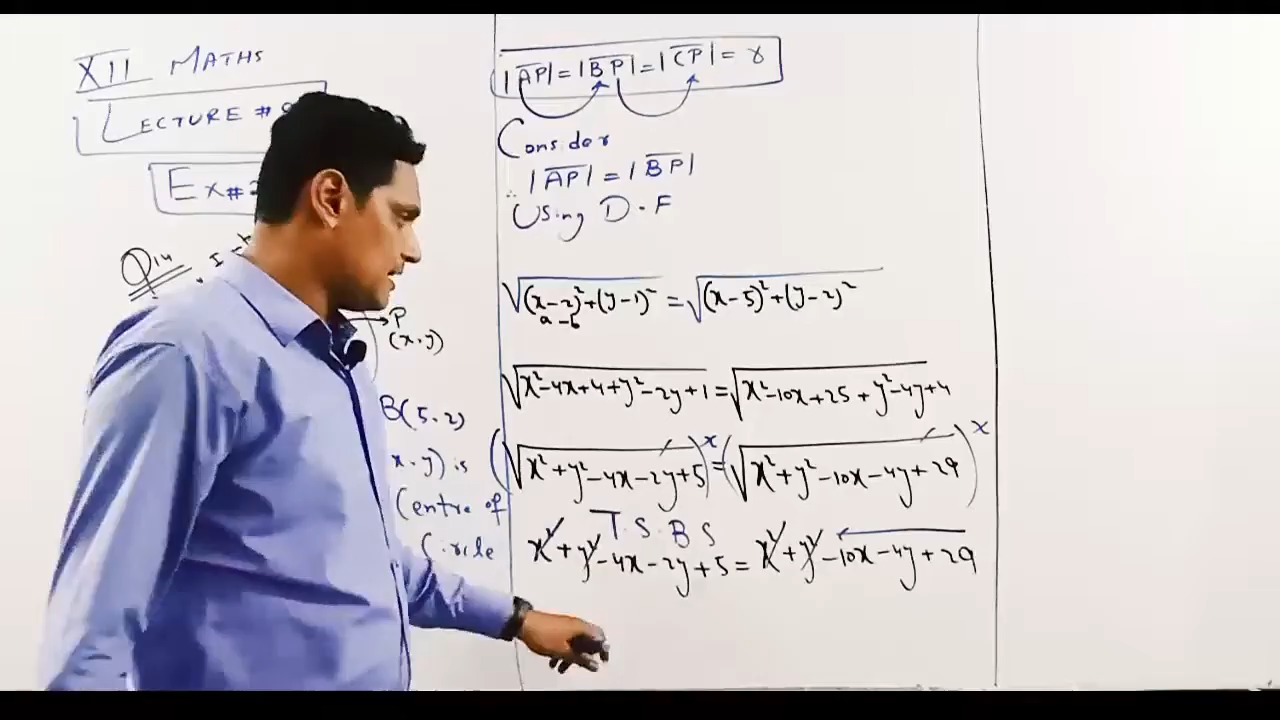 XII MATHS
LECTURE #
Ex#2
Q14
P
(x,y)
B(5,2)
x,y) is
Centre of
Circle
|AP| = |BP| = |CP| = r
Consider
∴ |AP| = |BP|
Using D.F
√(x-2)²+(y-1)² = √(x-5)²+(y-2)²
a-b
√x²-4x+4+y²-2y+1 = √x²-10x+25+y²-4y+4
(√x²+y²-4x-2y+5)² = (√x²+y²-10x-4y+29)²
T.S.B.S
x²+y²-4x-2y+5 = x²+y²-10x-4y+29